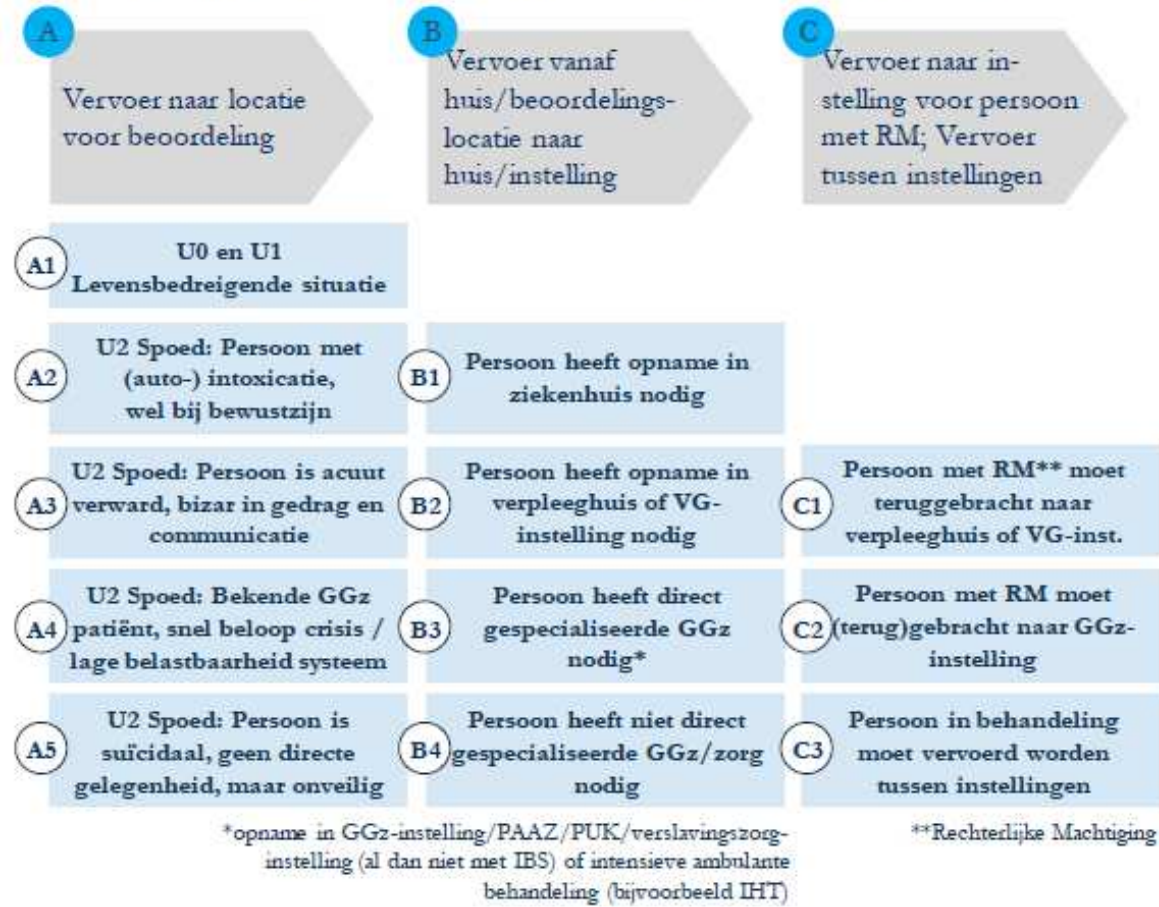 A
Vervoer naar locatie
voor beoordeling
B
Vervoer vanaf
huis/beoordelings-
locatie naar
huis/instelling
C
Vervoer naar in-
stelling voor persoon
met RM; Vervoer
tussen instellingen
A1
U0 en U1
Levensbedreigende situatie
A2
U2 Spoed: Persoon met
(auto-) intoxicatie,
wel bij bewustzijn
B1
Persoon heeft opname in
ziekenhuis nodig
A3
U2 Spoed: Persoon is acuut
verward, bizar in gedrag en
communicatie
B2
Persoon heeft opname in
verpleeghuis of VG-
instelling nodig
C1
Persoon met RM** moet
teruggebracht naar
verpleeghuis of VG-inst.
A4
U2 Spoed: Bekende GGz
patiënt, snel beloop crisis /
lage belastbaarheid systeem
B3
Persoon heeft direct
gespecialiseerde GGz
nodig*
C2
Persoon met RM moet
(terug)gebracht naar GGz-
instelling
A5
U2 Spoed: Persoon is
suïcidaal, geen directe
gelegenheid, maar onveilig
B4
Persoon heeft niet direct
gespecialiseerde GGz/zorg
nodig
C3
Persoon in behandeling
moet vervoerd worden
tussen instellingen
*opname in GGz-instelling/PAAZ/PUK/verslavingszorg-
instelling (al dan niet met IBS) of intensieve ambulante
behandeling (bijvoorbeeld IHT)
**Rechterlijke Machtiging